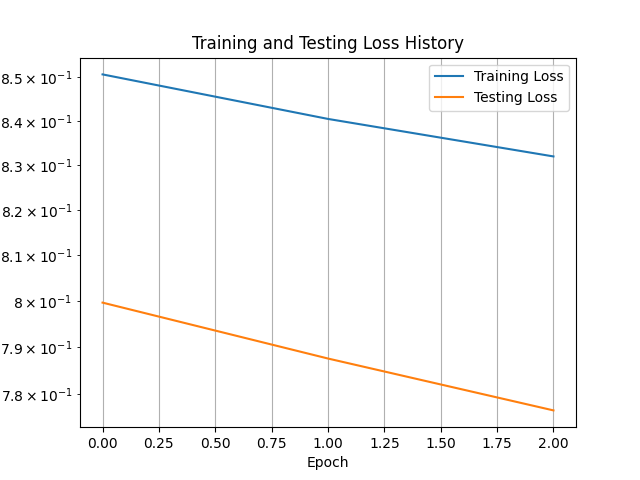 Training and Testing Loss History
Training Loss
Testing Loss
8.5 × 10⁻¹
8.4 × 10⁻¹
8.3 × 10⁻¹
8.2 × 10⁻¹
8.1 × 10⁻¹
8 × 10⁻¹
7.9 × 10⁻¹
7.8 × 10⁻¹
0.00 0.25 0.50 0.75 1.00 1.25 1.50 1.75 2.00
Epoch